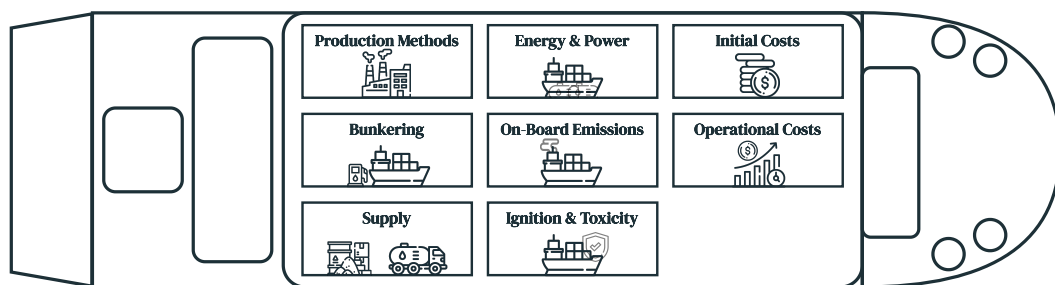 Production Methods
Energy & Power
Initial Costs
Bunkering
On-Board Emissions
Operational Costs
Supply
Ignition & Toxicity